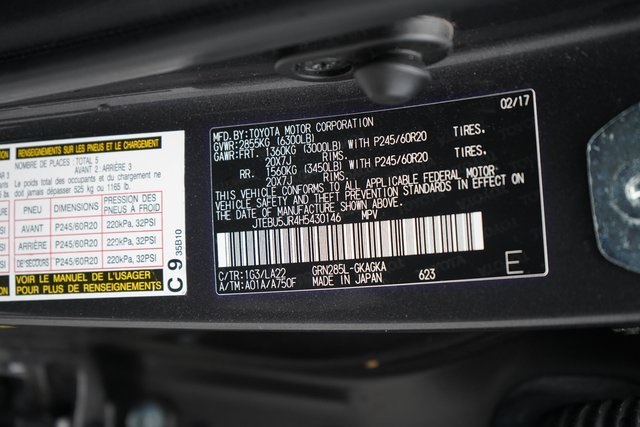 RENSEIGNEMENTS SUR LES PNEUS ET LE CHARGEMENT
NOMBRE DE PLACES: TOTAL 5
AVANT 2 ARRIÈRE 3
Le poids total des occupants et du chargement ne
doit jamais dépasser 525 kg ou 1165 lb.
PNEU DIMENSIONS PRESSION DES PNEUS À FROID
AVANT P245/60R20 220kPa, 32PSI
ARRIÈRE P245/60R20 220kPa, 32PSI
DE SECOURS P245/60R20 220kPa, 32PSI
VOIR LE MANUEL DE L'USAGER
POUR PLUS DE RENSEIGNEMENTS
C 9 35B10
02/17
MFD. BY: TOYOTA MOTOR CORPORATION
GVWR: 2855KG (6300LB)
GAWR: FRT. 1360KG (3000LB) WITH P245/60R20 TIRES.
20X7J RIMS.
RR. 1560KG (3450LB) WITH P245/60R20 TIRES.
20X7J RIMS.
THIS VEHICLE CONFORMS TO ALL APPLICABLE FEDERAL MOTOR
VEHICLE SAFETY AND THEFT PREVENTION STANDARDS IN EFFECT ON
THE DATE OF MANUFACTURE SHOWN ABOVE.
JTEBU5JR4H5430146 MPV
C/TR: 1G3/LA22 GRN285L-GKAGKA 623
A/TM: A01A/A750F MADE IN JAPAN
E